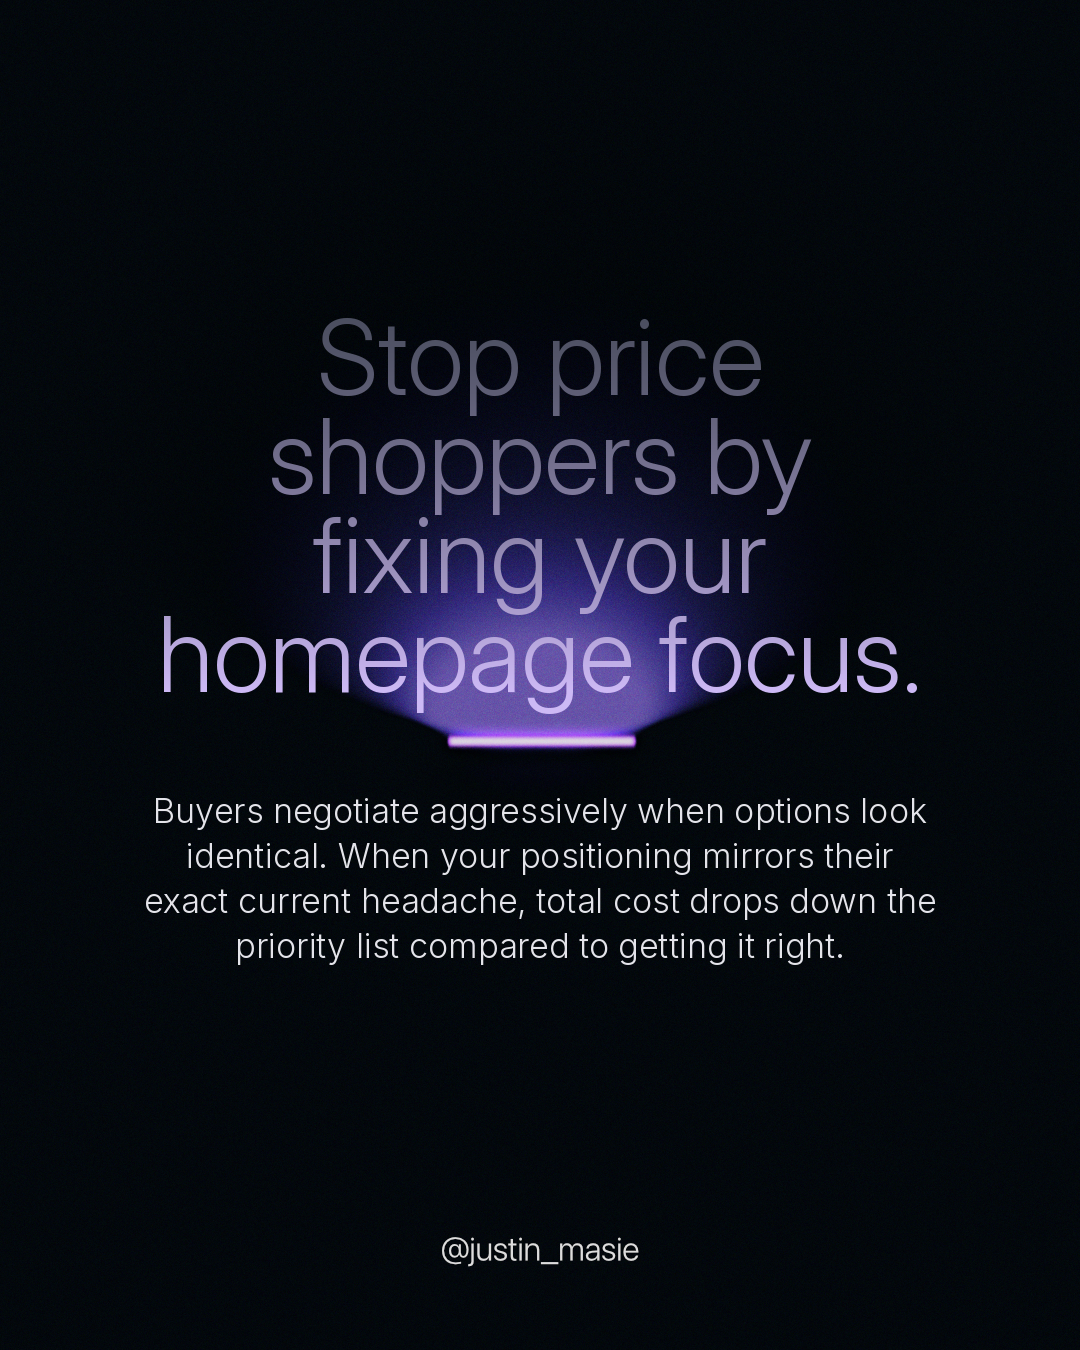 Stop price
shoppers by
fixing your
homepage focus.
Buyers negotiate aggressively when options look
identical. When your positioning mirrors their
exact current headache, total cost drops down the
priority list compared to getting it right.
@justin_masie